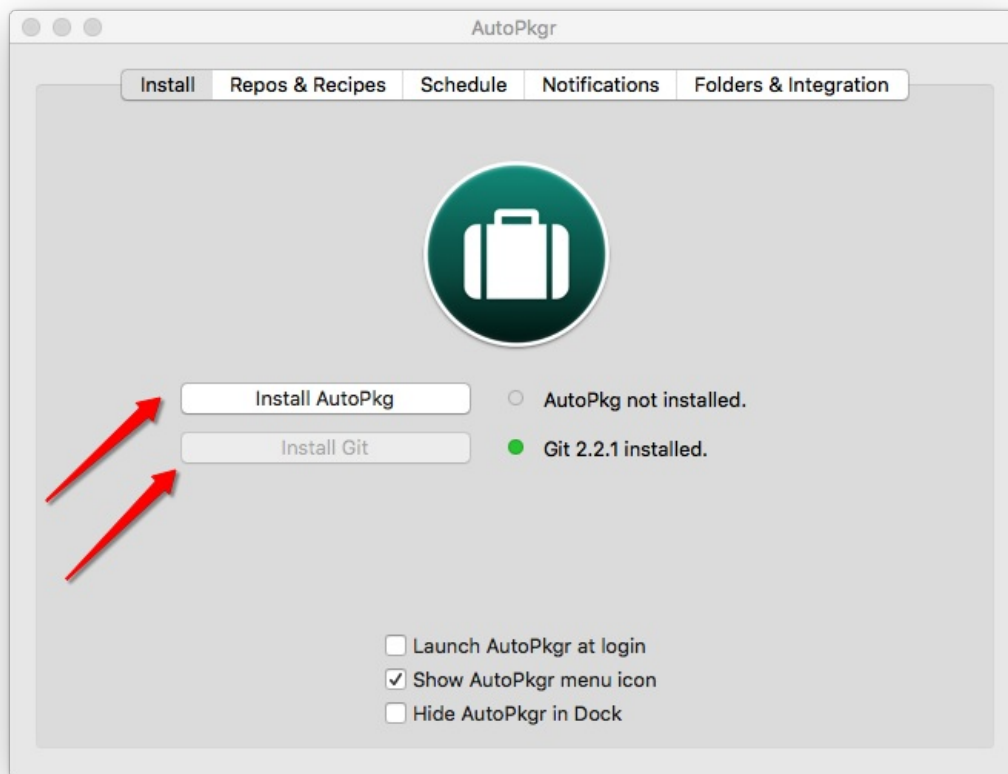 AutoPkgr
Install Repos & Recipes Schedule Notifications Folders & Integration
Install AutoPkg AutoPkg not installed.
Install Git Git 2.2.1 installed.
Launch AutoPkgr at login
Show AutoPkgr menu icon
Hide AutoPkgr in Dock